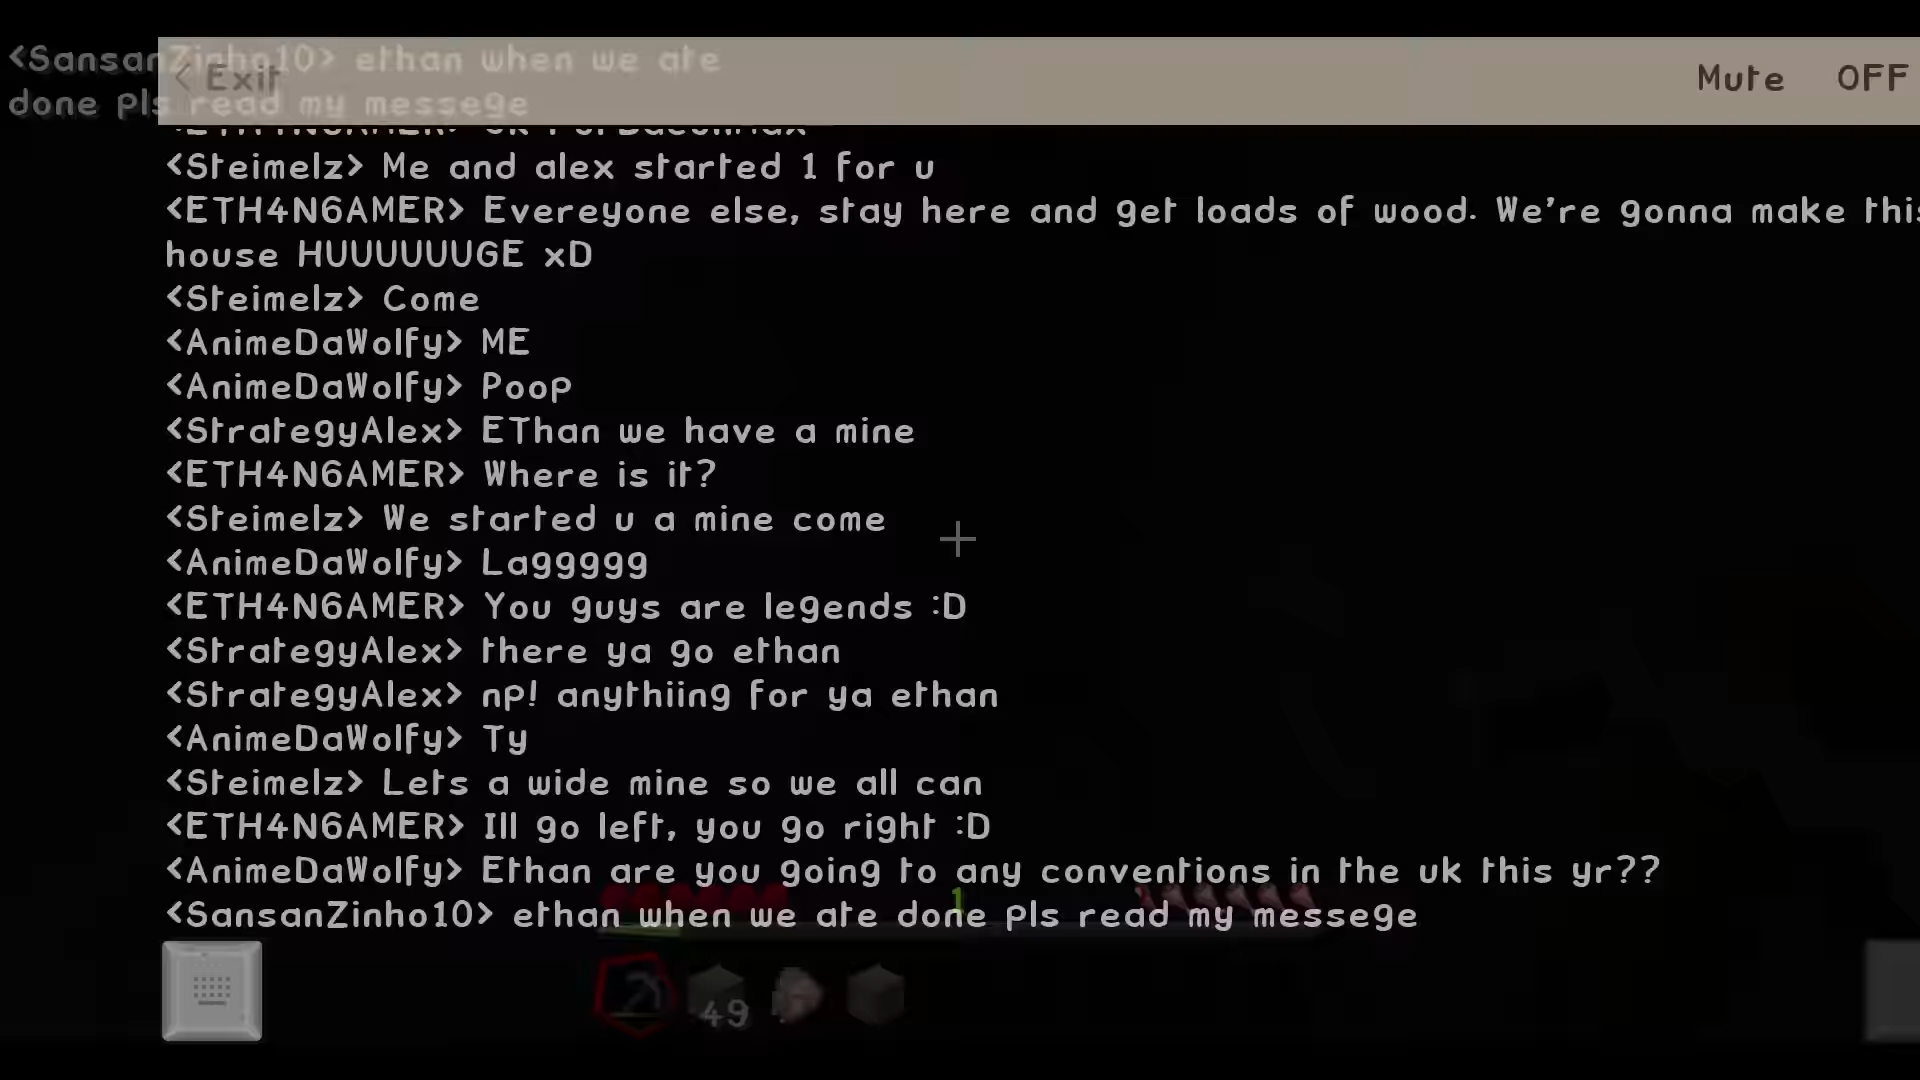 <SansanZinho10> ethan when we ate
done pls read my messege
Exit
Mute OFF
<Steimelz> Me and alex started 1 for u
<ETH4N6AMER> Evereyone else, stay here and get loads of wood. We're gonna make this
house HUUUUUUGE xD
<Steimelz> Come
<AnimeDaWolfy> ME
<AnimeDaWolfy> Poop
<StrategyAlex> EThan we have a mine
<ETH4N6AMER> Where is it?
<Steimelz> We started u a mine come
<AnimeDaWolfy> Laggggg
<ETH4N6AMER> You guys are legends :D
<StrategyAlex> there ya go ethan
<StrategyAlex> np! anythiing for ya ethan
<AnimeDaWolfy> Ty
<Steimelz> Lets a wide mine so we all can
<ETH4N6AMER> Ill go left, you go right :D
<AnimeDaWolfy> Ethan are you going to any conventions in the uk this yr??
<SansanZinho10> ethan when we ate done pls read my messege
1
49